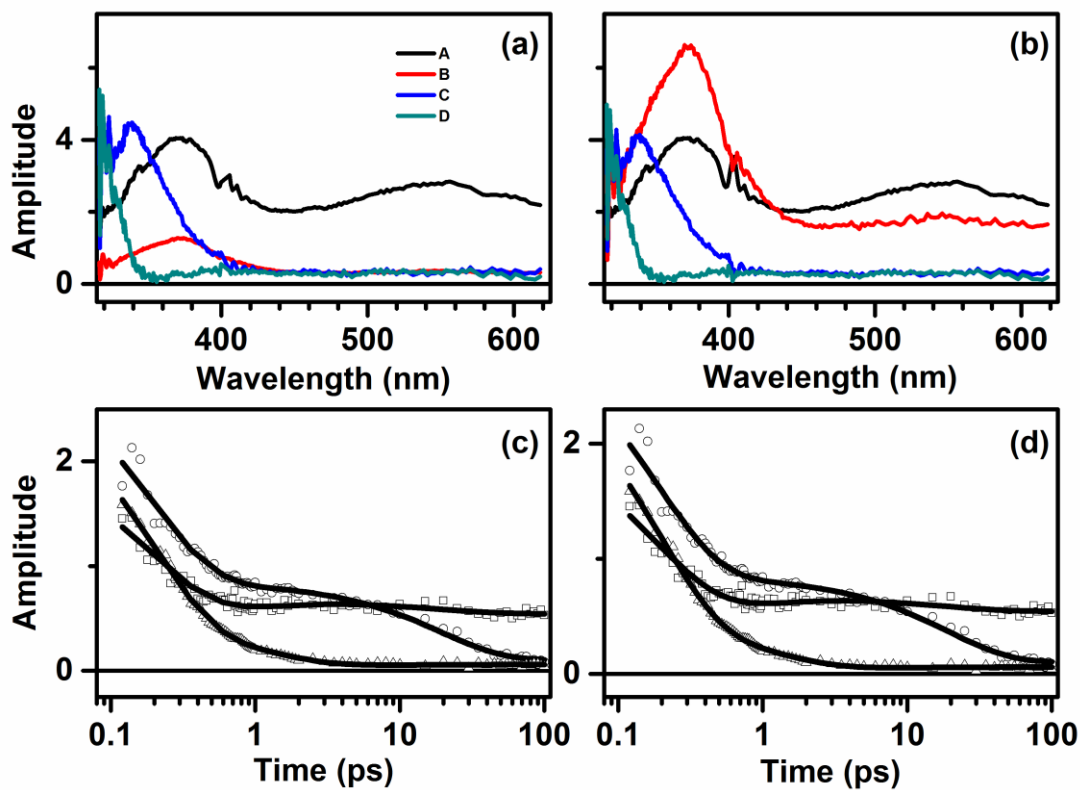 (a)
A
B
C
D
4
0
Amplitude
400
500
600
Wavelength (nm)
(b)
400
500
600
Wavelength (nm)
(c)
2
0
Amplitude
0.1
1
10
100
Time (ps)
(d)
2
0
0.1
1
10
100
Time (ps)